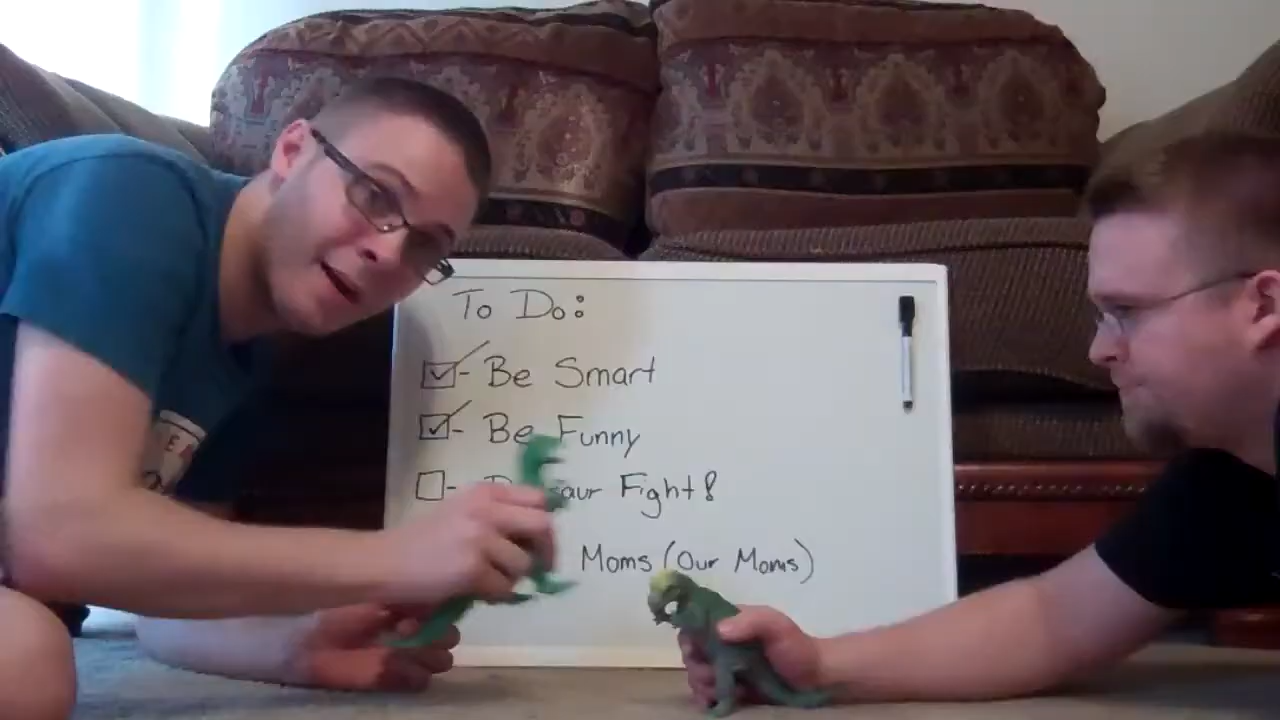 To Do:
- Be Smart
- Be Funny
- Fight!
Moms (Our Moms)